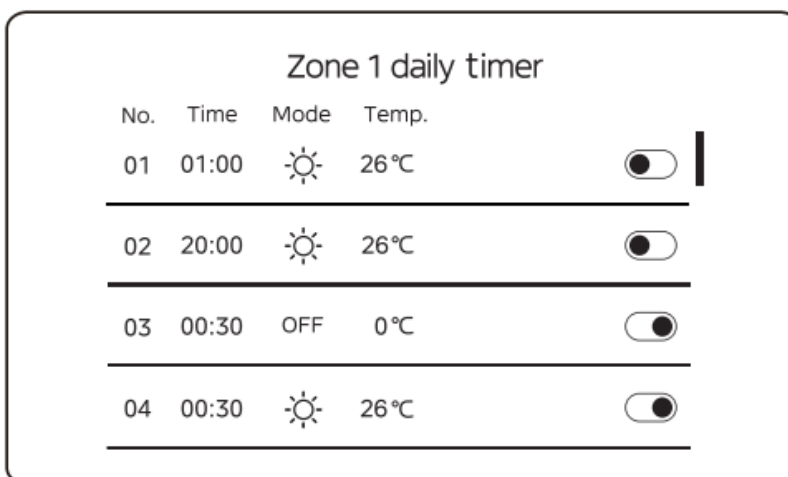 Zone 1 daily timer
No. Time Mode Temp.
01 01:00 26℃
02 20:00 26℃
03 00:30 OFF 0℃
04 00:30 26℃